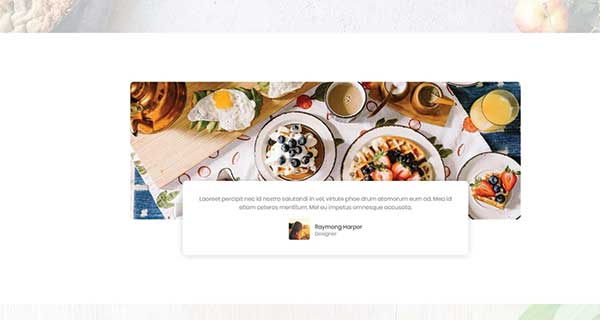 Laoreet percipit nec id nostro salutandi in vel, virtute phae drum atomorum eum ad. Mea id
etiam ceteros mentitum. Mel eu impetus omnesque accusata.
Raymong Harper
Designer